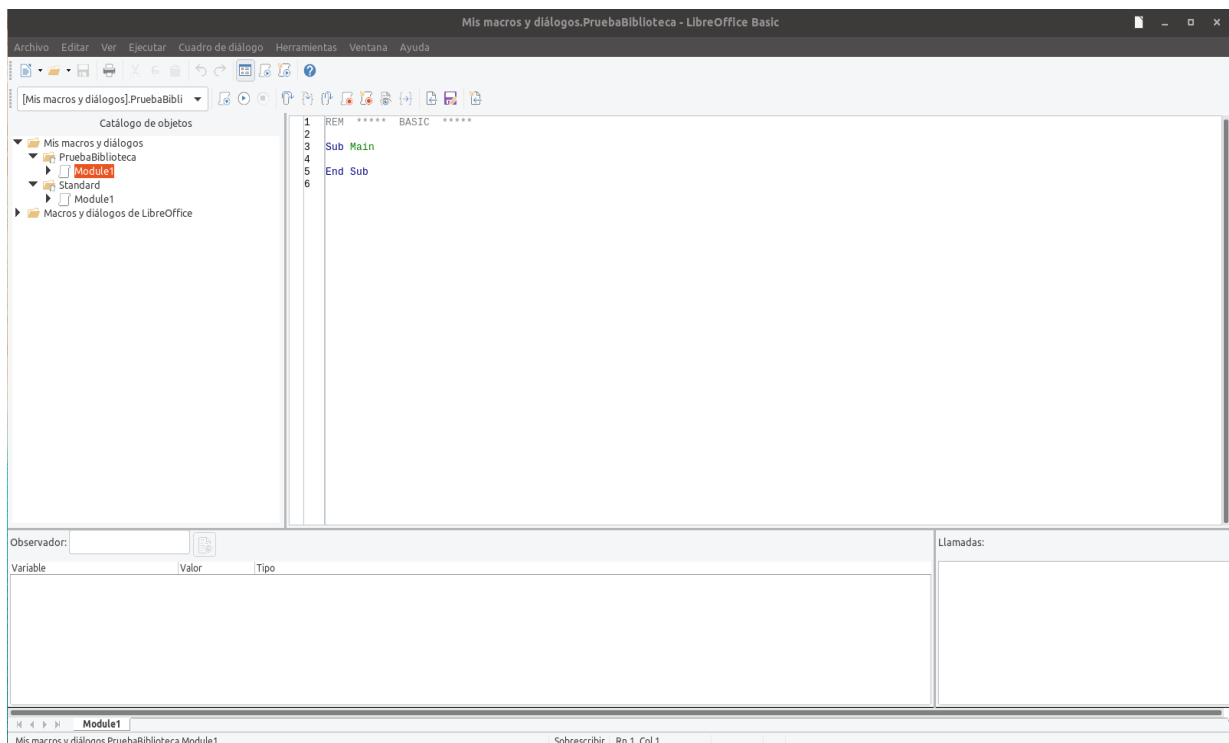 Mis macros y diálogos.PruebaBiblioteca - LibreOffice Basic
Archivo Editar Ver Ejecutar Cuadro de diálogo Herramientas Ventana Ayuda
[Mis macros y diálogos].PruebaBibli
Catálogo de objetos
Mis macros y diálogos
PruebaBiblioteca
Module1
Standard
Module1
Macros y diálogos de LibreOffice
1 REM ***** BASIC *****
2
3 Sub Main
4
5 End Sub
6
Observador:
Llamadas:
Variable Valor Tipo
Module1
Mis macros y diálogos.PruebaBiblioteca.Module1 Sobrescribir Rn 1, Col 1